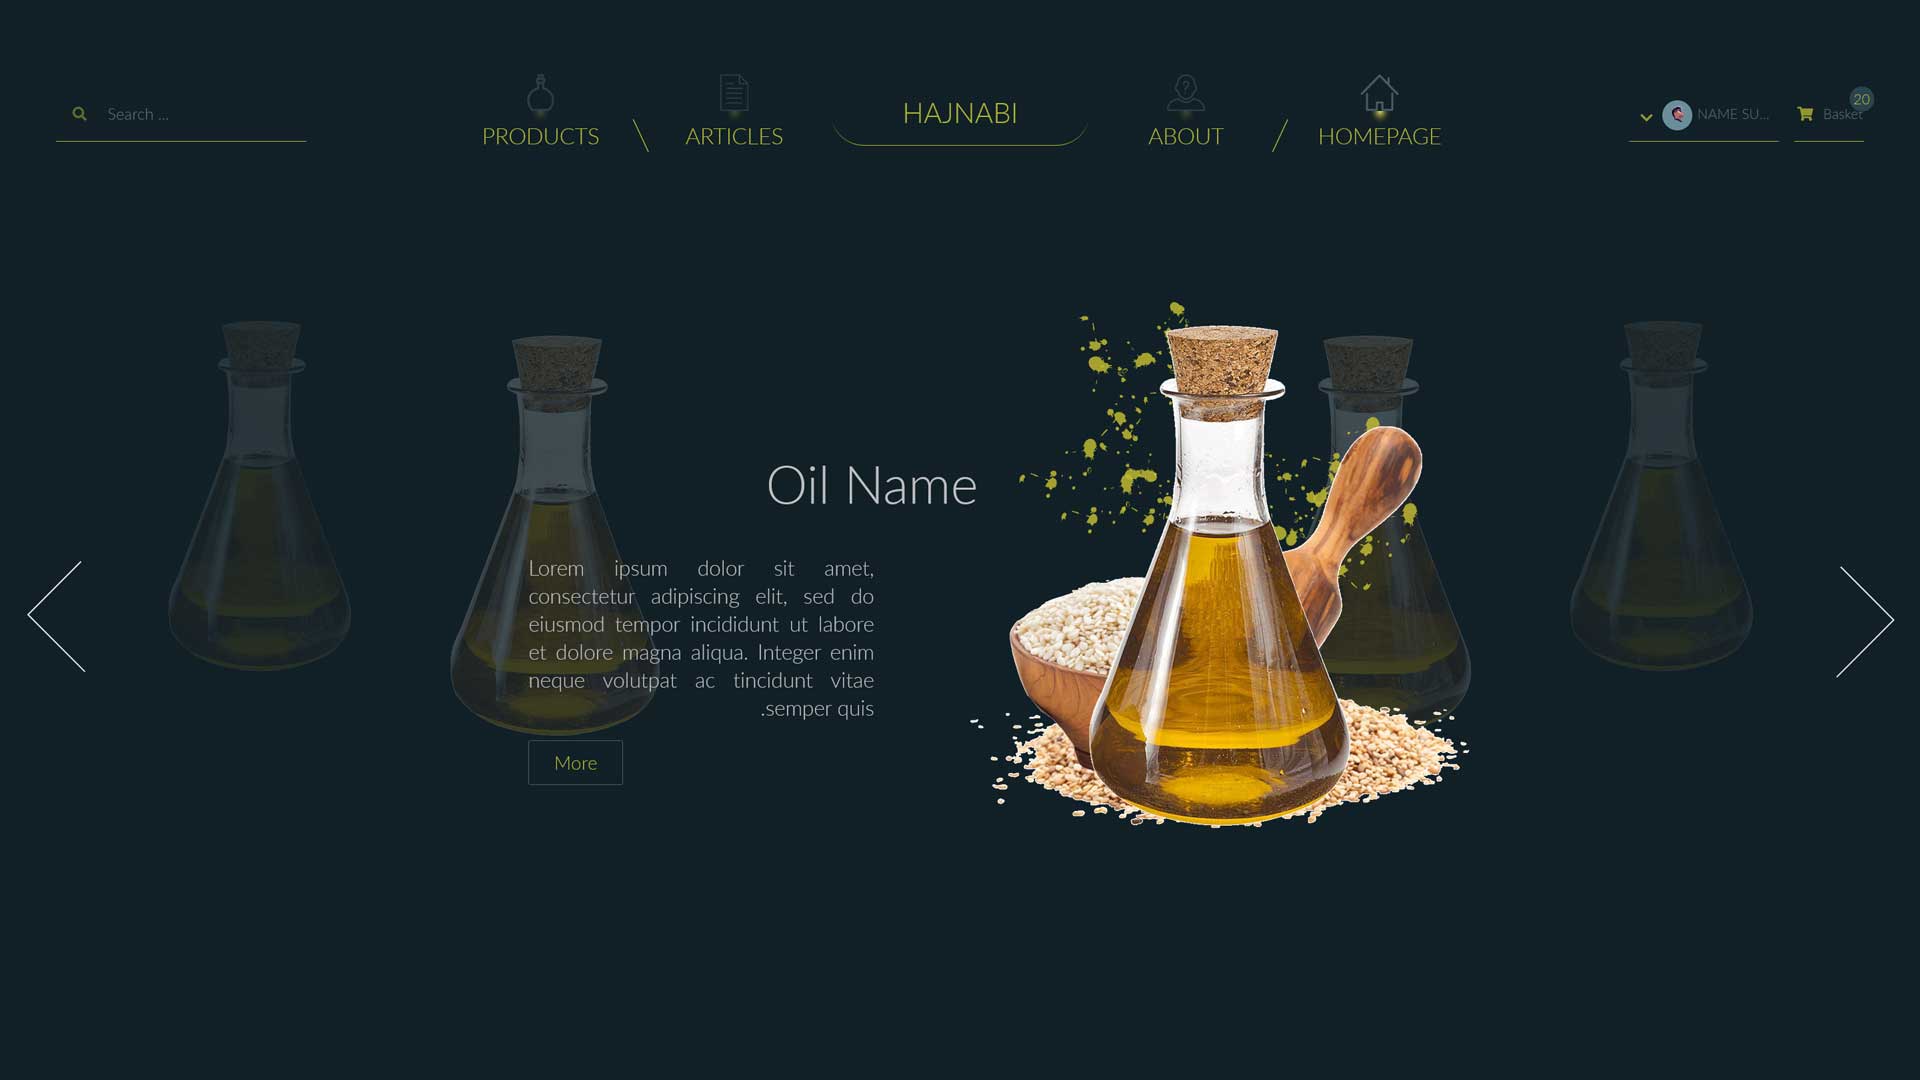 Search ...
PRODUCTS
ARTICLES
HAJNABI
ABOUT
HOMEPAGE
NAME SU...
Basket
20
Oil Name
Lorem ipsum dolor sit amet,
consectetur adipiscing elit, sed do
eiusmod tempor incididunt ut labore
et dolore magna aliqua. Integer enim
neque volutpat ac tincidunt vitae
.semper quis
More